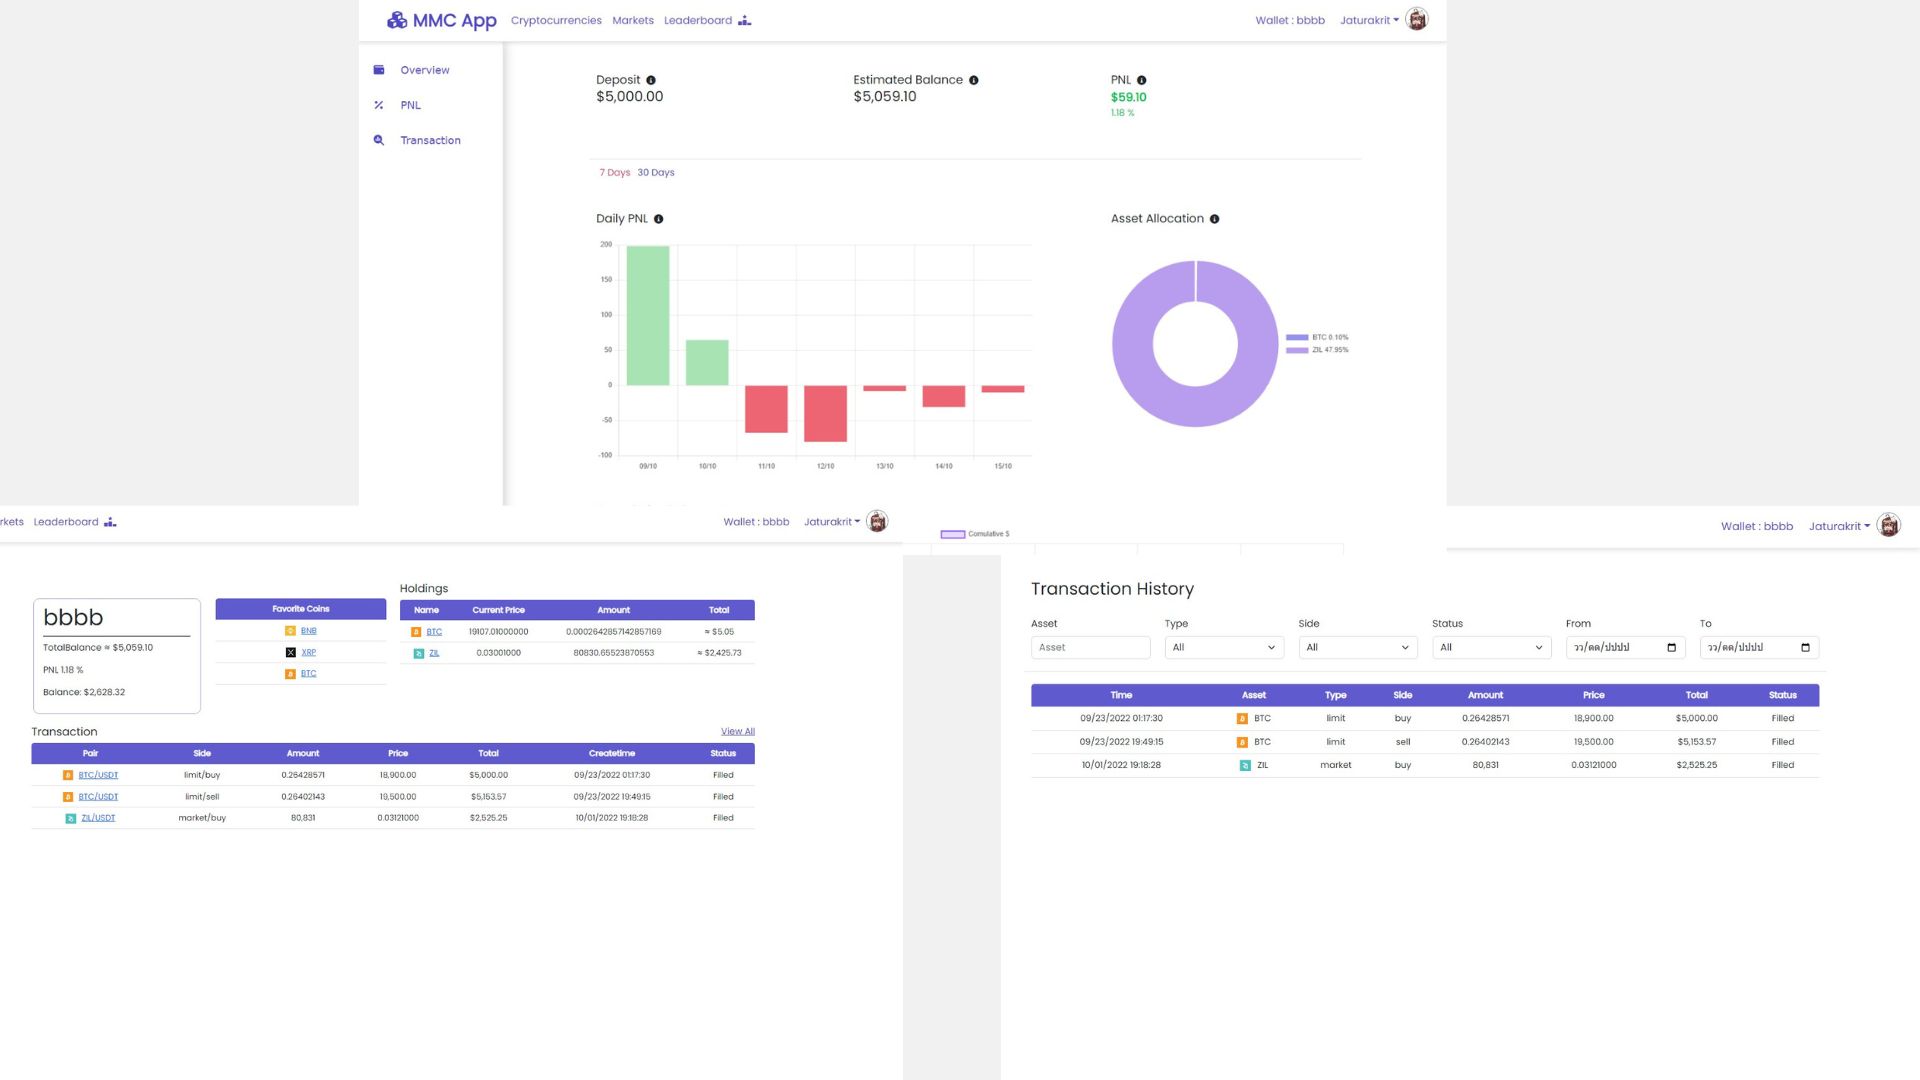 MMC App Cryptocurrencies Markets Leaderboard Wallet : bbbb Jaturakrit
Overview
PNL
Transaction
Deposit Estimated Balance PNL
$5,000.00 $5,059.10 $59.10
1.18 %
7 Days 30 Days
Daily PNL Asset Allocation
200
150
100
50
0
-50
-100
09/10 10/10 11/10 12/10 13/10 14/10 15/10
BTC 0.10%
ZIL 47.95%
rkets Leaderboard Wallet : bbbb Jaturakrit
bbbb
TotalBalance ≈ $5,059.10
PNL 1.18 %
Balance: $2,628.32
Favorite Coins
BNB
XRP
BTC
Holdings
Name Current Price Amount Total
BTC 19107.01000000 0.0002642857142857169 ≈ $5.05
ZIL 0.03001000 80830.65523870553 ≈ $2,425.73
Transaction View All
Pair Side Amount Price Total Createtime Status
BTC/USDT limit/buy 0.26428571 18,900.00 $5,000.00 09/23/2022 01:17:30 Filled
BTC/USDT limit/sell 0.26402143 19,500.00 $5,153.57 09/23/2022 19:49:15 Filled
ZIL/USDT market/buy 80,831 0.03121000 $2,525.25 10/01/2022 19:18:28 Filled
Comulative $
Wallet : bbbb Jaturakrit
Transaction History
Asset Type Side Status From To
Asset All All All วว/ดด/ปปปป วว/ดด/ปปปป
Time Asset Type Side Amount Price Total Status
09/23/2022 01:17:30 BTC limit buy 0.26428571 18,900.00 $5,000.00 Filled
09/23/2022 19:49:15 BTC limit sell 0.26402143 19,500.00 $5,153.57 Filled
10/01/2022 19:18:28 ZIL market buy 80,831 0.03121000 $2,525.25 Filled